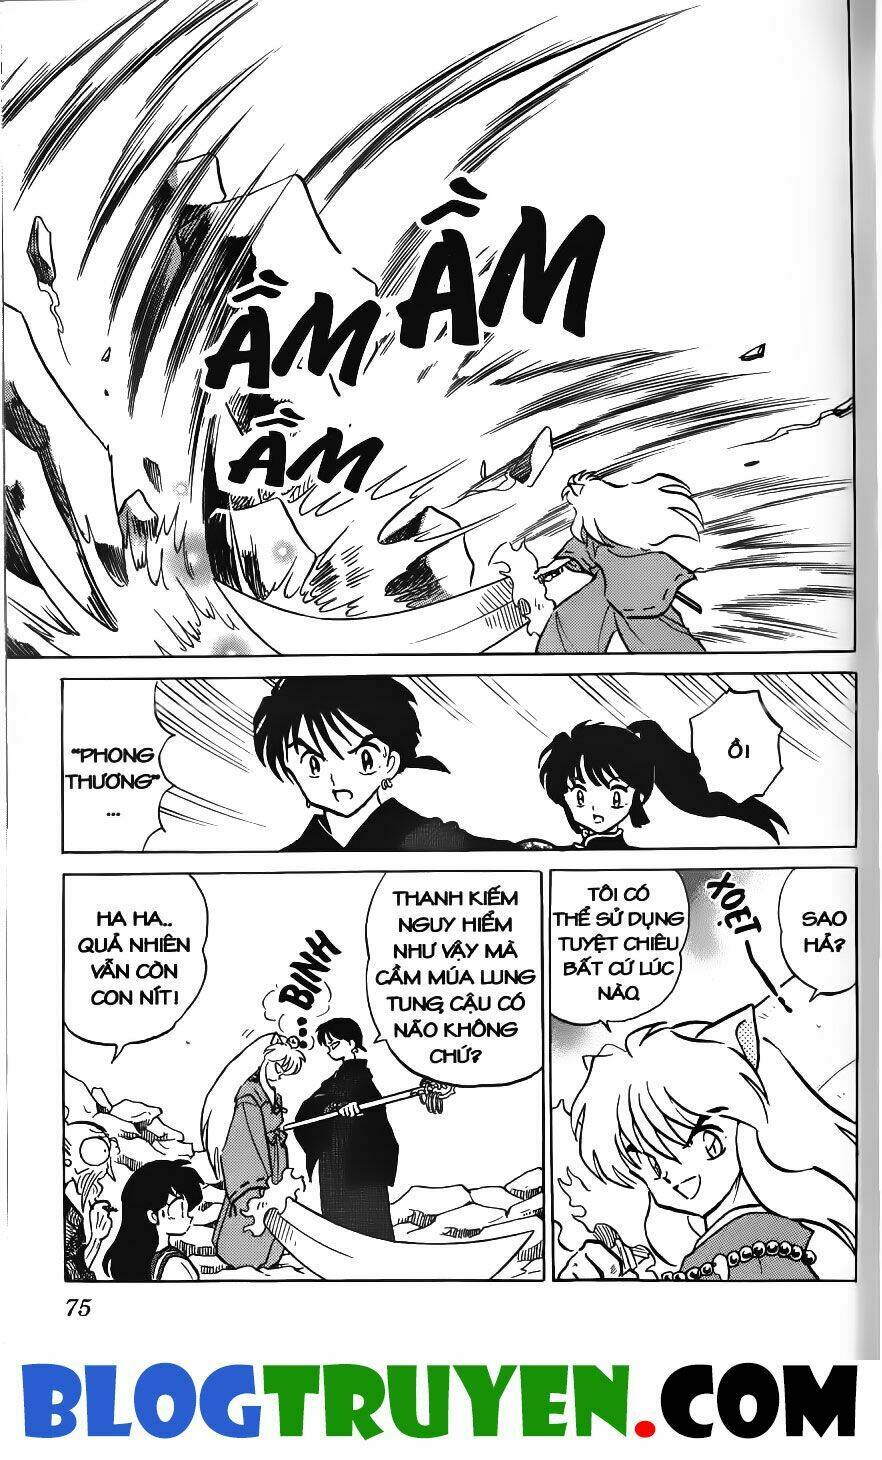 ẦM
ẦM
ẦM
ỒI
“PHONG
THƯƠNG”
...
HA HA..
QUẢ NHIÊN
VẪN CÒN
CON NÍT!
...BINH
THANH KIẾM
NGUY HIỂM
NHƯ VẬY MÀ
CẦM MÚA LUNG
TUNG, CẬU CÓ
NÃO KHÔNG
CHỨ?
TÔI CÓ
THỂ SỬ DỤNG
TUYỆT CHIÊU
BẤT CỨ LÚC
NÀO.
XOẸT
SAO
HẢ?
75
BLOGTRUYEN.COM